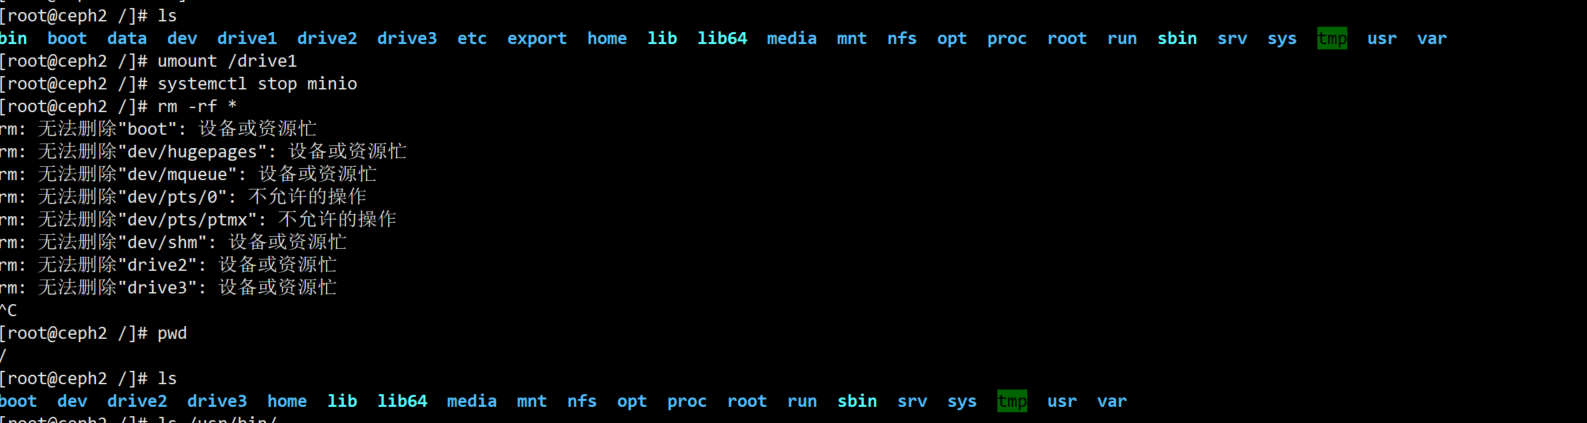 [root@ceph2 /]# ls
bin boot data dev drive1 drive2 drive3 etc export home lib lib64 media mnt nfs opt proc root run sbin srv sys tmp usr var
[root@ceph2 /]# umount /drive1
[root@ceph2 /]# systemctl stop minio
[root@ceph2 /]# rm -rf *
rm: 无法删除"boot": 设备或资源忙
rm: 无法删除"dev/hugepages": 设备或资源忙
rm: 无法删除"dev/mqueue": 设备或资源忙
rm: 无法删除"dev/pts/0": 不允许的操作
rm: 无法删除"dev/pts/ptmx": 不允许的操作
rm: 无法删除"dev/shm": 设备或资源忙
rm: 无法删除"drive2": 设备或资源忙
rm: 无法删除"drive3": 设备或资源忙
^C
[root@ceph2 /]# pwd
/
[root@ceph2 /]# ls
boot dev drive2 drive3 home lib lib64 media mnt nfs opt proc root run sbin srv sys tmp usr var
[root@ceph2 /]# ls /usr/bin/